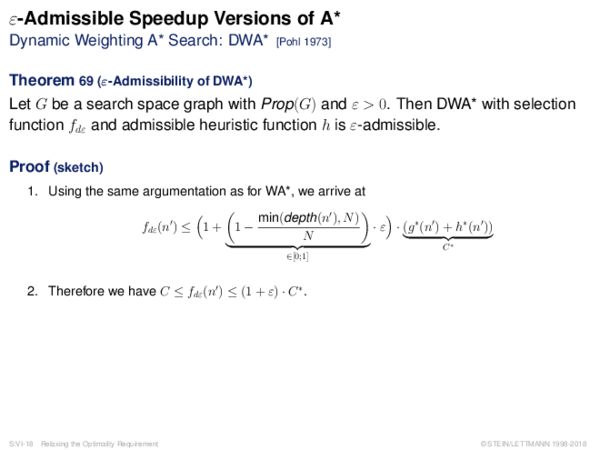 ε-Admissible Speedup Versions of A*
Dynamic Weighting A* Search: DWA* [Pohl 1973]
Theorem 69 (ε-Admissibility of DWA*)
Let G be a search space graph with Prop(G) and ε > 0. Then DWA* with selection
function f_dε and admissible heuristic function h is ε-admissible.
Proof (sketch)
1. Using the same argumentation as for WA*, we arrive at
f_dε(n′) ≤ (1 + (1 − min(depth(n′), N) / N) · ε) · (g*(n′) + h*(n′))
∈[0;1] C*
2. Therefore we have C ≤ f_dε(n′) ≤ (1 + ε) · C*.
S:VI-18 Relaxing the Optimality Requirement ©STEIN/LETTMANN 1998-2018